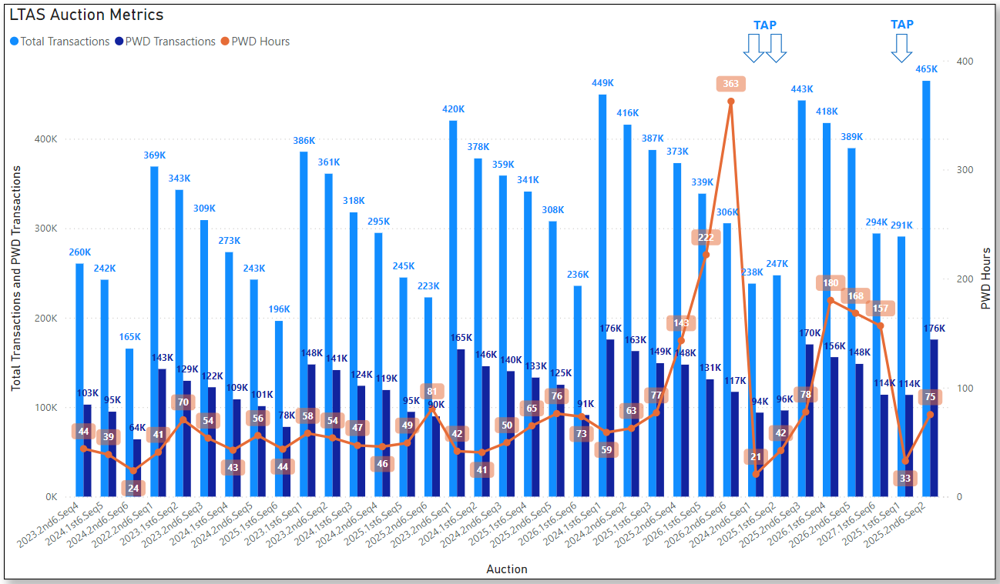 LTAS Auction Metrics
Total Transactions PWD Transactions PWD Hours
TAP TAP
400
300
200
100
0
400K
300K
200K
100K
0K
Total Transactions and PWD Transactions
PWD Hours
260K 242K 165K 369K 343K 309K 273K 243K 196K 386K 361K 318K 295K 245K 223K 420K 378K 359K 341K 308K 236K 449K 416K 387K 373K 339K 306K 238K 247K 443K 418K 389K 294K 291K 465K
103K 95K 64K 143K 129K 122K 109K 101K 78K 148K 141K 124K 119K 95K 90K 165K 146K 140K 133K 125K 91K 176K 163K 149K 148K 131K 117K 94K 96K 170K 156K 148K 114K 114K 176K
44 39 24 41 70 54 43 56 44 58 54 47 46 49 81 42 41 50 65 76 73 59 63 77 143 222 363 21 42 78 180 168 157 33 75
2023.2nd6.Seq4
2024.1st6.Seq5
2024.2nd6.Seq6
2022.2nd6.Seq1
2023.1st6.Seq2
2023.2nd6.Seq3
2024.1st6.Seq4
2024.2nd6.Seq5
2025.1st6.Seq6
2023.1st6.Seq1
2023.2nd6.Seq2
2024.1st6.Seq3
2024.2nd6.Seq4
2025.1st6.Seq5
2025.2nd6.Seq6
2023.2nd6.Seq1
2024.1st6.Seq2
2024.2nd6.Seq3
2025.1st6.Seq4
2025.2nd6.Seq5
2026.1st6.Seq6
2024.1st6.Seq1
2024.2nd6.Seq2
2025.1st6.Seq3
2025.2nd6.Seq4
2026.1st6.Seq5
2026.2nd6.Seq6
2024.2nd6.Seq1
2025.1st6.Seq2
2025.2nd6.Seq3
2026.1st6.Seq4
2026.2nd6.Seq5
2027.1st6.Seq6
2025.1st6.Seq1
2025.2nd6.Seq2
Auction